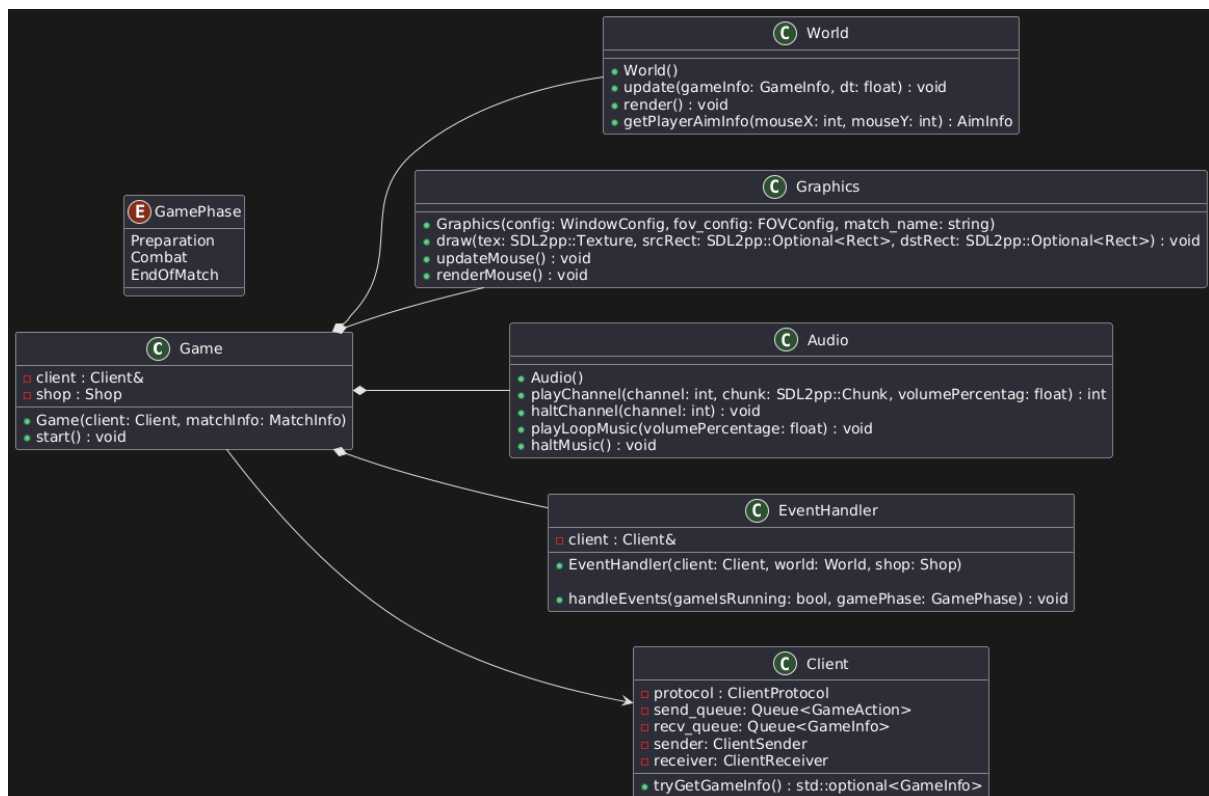 C World
World()
update(gameInfo: GameInfo, dt: float) : void
render() : void
getPlayerAimInfo(mouseX: int, mouseY: int) : AimInfo
C Graphics
Graphics(config: WindowConfig, fov_config: FOVConfig, match_name: string)
draw(tex: SDL2pp::Texture, srcRect: SDL2pp::Optional<Rect>, dstRect: SDL2pp::Optional<Rect>) : void
updateMouse() : void
renderMouse() : void
E GamePhase
Preparation
Combat
EndOfMatch
C Game
client : Client&
shop : Shop
Game(client: Client, matchInfo: MatchInfo)
start() : void
C Audio
Audio()
playChannel(channel: int, chunk: SDL2pp::Chunk, volumePercentag: float) : int
haltChannel(channel: int) : void
playLoopMusic(volumePercentage: float) : void
haltMusic() : void
C EventHandler
client : Client&
EventHandler(client: Client, world: World, shop: Shop)
handleEvents(gameIsRunning: bool, gamePhase: GamePhase) : void
C Client
protocol : ClientProtocol
send_queue: Queue<GameAction>
recv_queue: Queue<GameInfo>
sender: ClientSender
receiver: ClientReceiver
tryGetGameInfo() : std::optional<GameInfo>